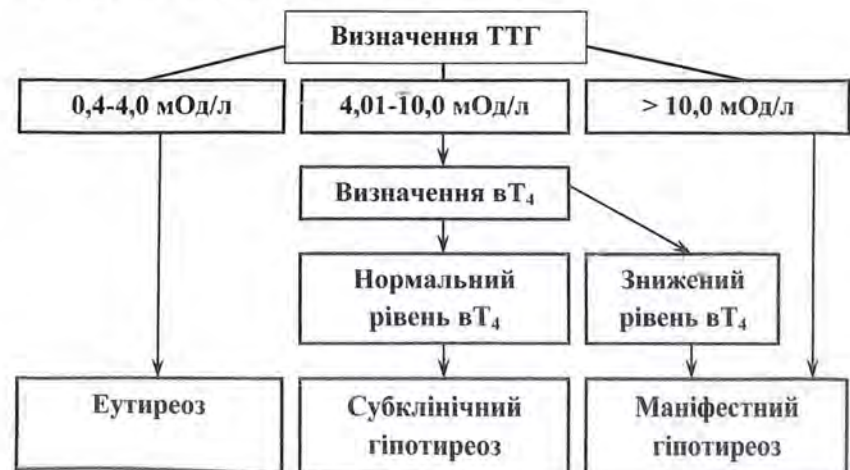 Визначення ТТГ
0,4-4,0 мОд/л
4,01-10,0 мОд/л
> 10,0 мОд/л
Визначення вТ₄
Нормальний
рівень вТ₄
Знижений
рівень вТ₄
Еутиреоз
Субклінічний
гіпотиреоз
Маніфестний
гіпотиреоз